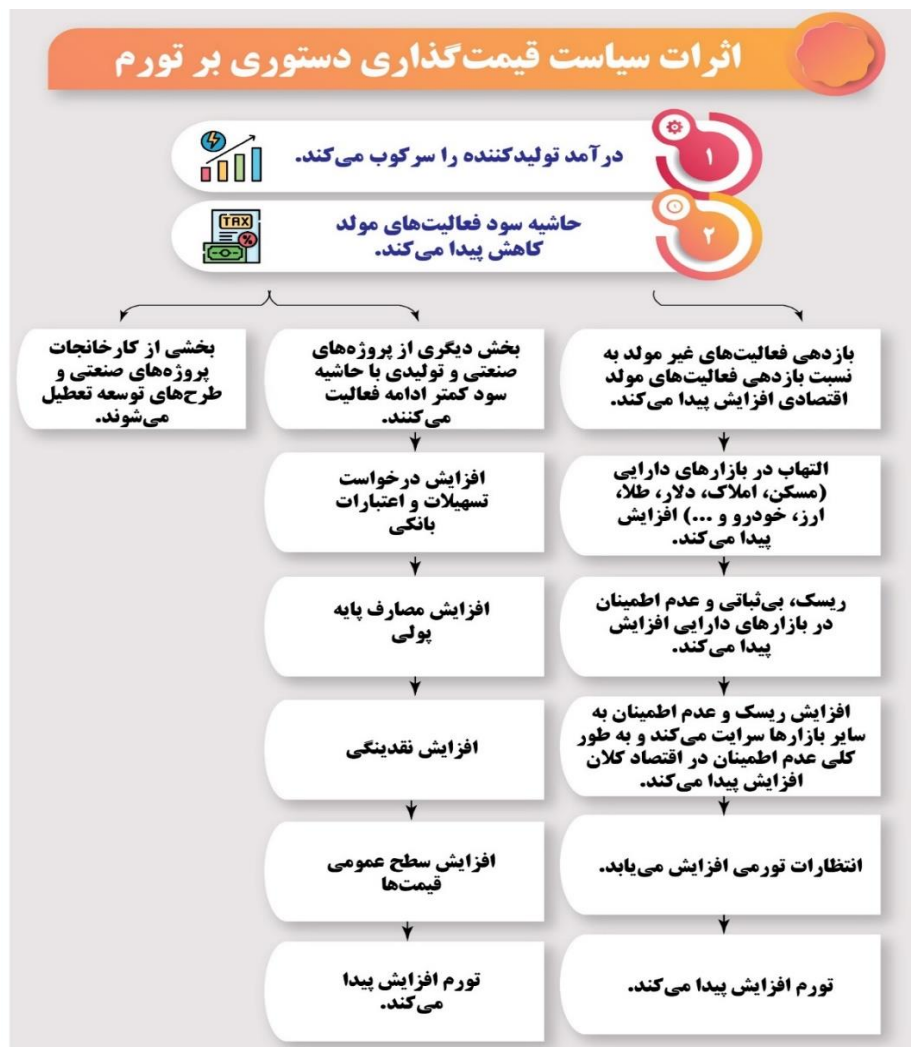 اثرات سیاست قیمت‌گذاری دستوری بر تورم
۱
درآمد تولیدکننده را سرکوب می‌کند.
۲
حاشیه سود فعالیت‌های مولد
کاهش پیدا می‌کند.
TAX
%
بازدهی فعالیت‌های غیر مولد به
نسبت بازدهی فعالیت‌های مولد
اقتصادی افزایش پیدا می‌کند.
التهاب در بازارهای دارایی
(مسکن، املاک، دلار، طلا،
ارز، خودرو و ...) افزایش
پیدا می‌کند.
ریسک، بی‌ثباتی و عدم اطمینان
در بازارهای دارایی افزایش
پیدا می‌کند.
افزایش ریسک و عدم اطمینان به
سایر بازارها سرایت می‌کند و به طور
کلی عدم اطمینان در اقتصاد کلان
افزایش پیدا می‌کند.
انتظارات تورمی افزایش می‌یابد.
تورم افزایش پیدا می‌کند.
بخش دیگری از پروژه‌های
صنعتی و تولیدی با حاشیه
سود کمتر ادامه فعالیت
می‌کنند.
افزایش درخواست
تسهیلات و اعتبارات
بانکی
افزایش مصارف پایه
پولی
افزایش نقدینگی
افزایش سطح عمومی
قیمت‌ها
تورم افزایش پیدا
می‌کند.
بخشی از کارخانجات
پروژه‌های صنعتی و
طرح‌های توسعه تعطیل
می‌شوند.